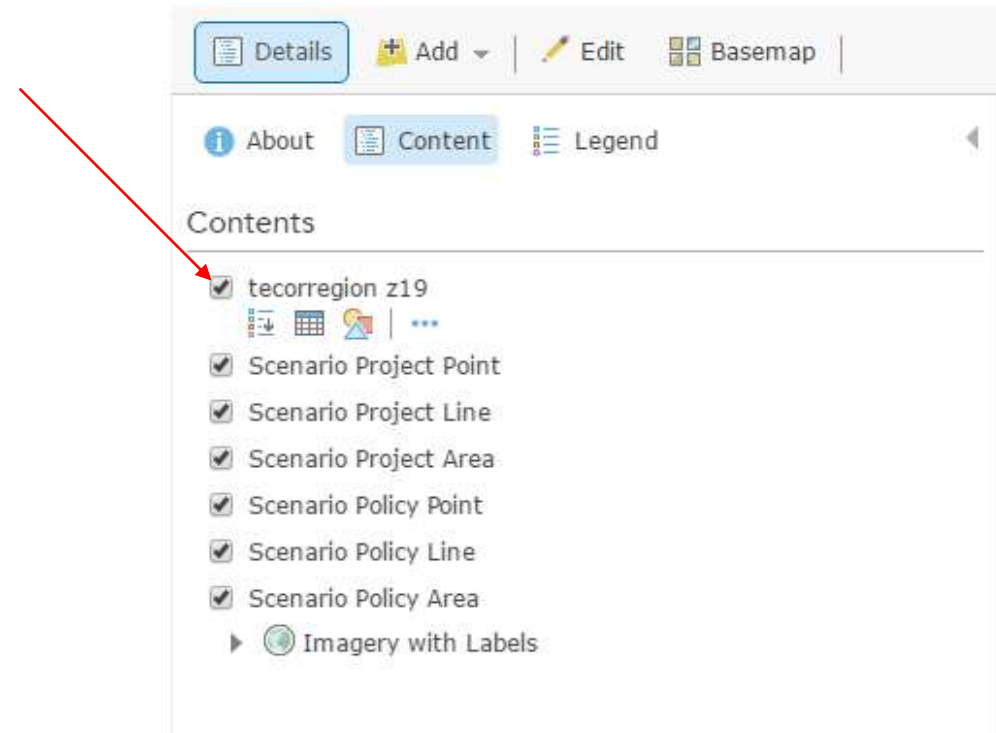 Details Add Edit Basemap
About Content Legend
Contents
tecorregion z19
Scenario Project Point
Scenario Project Line
Scenario Project Area
Scenario Policy Point
Scenario Policy Line
Scenario Policy Area
Imagery with Labels